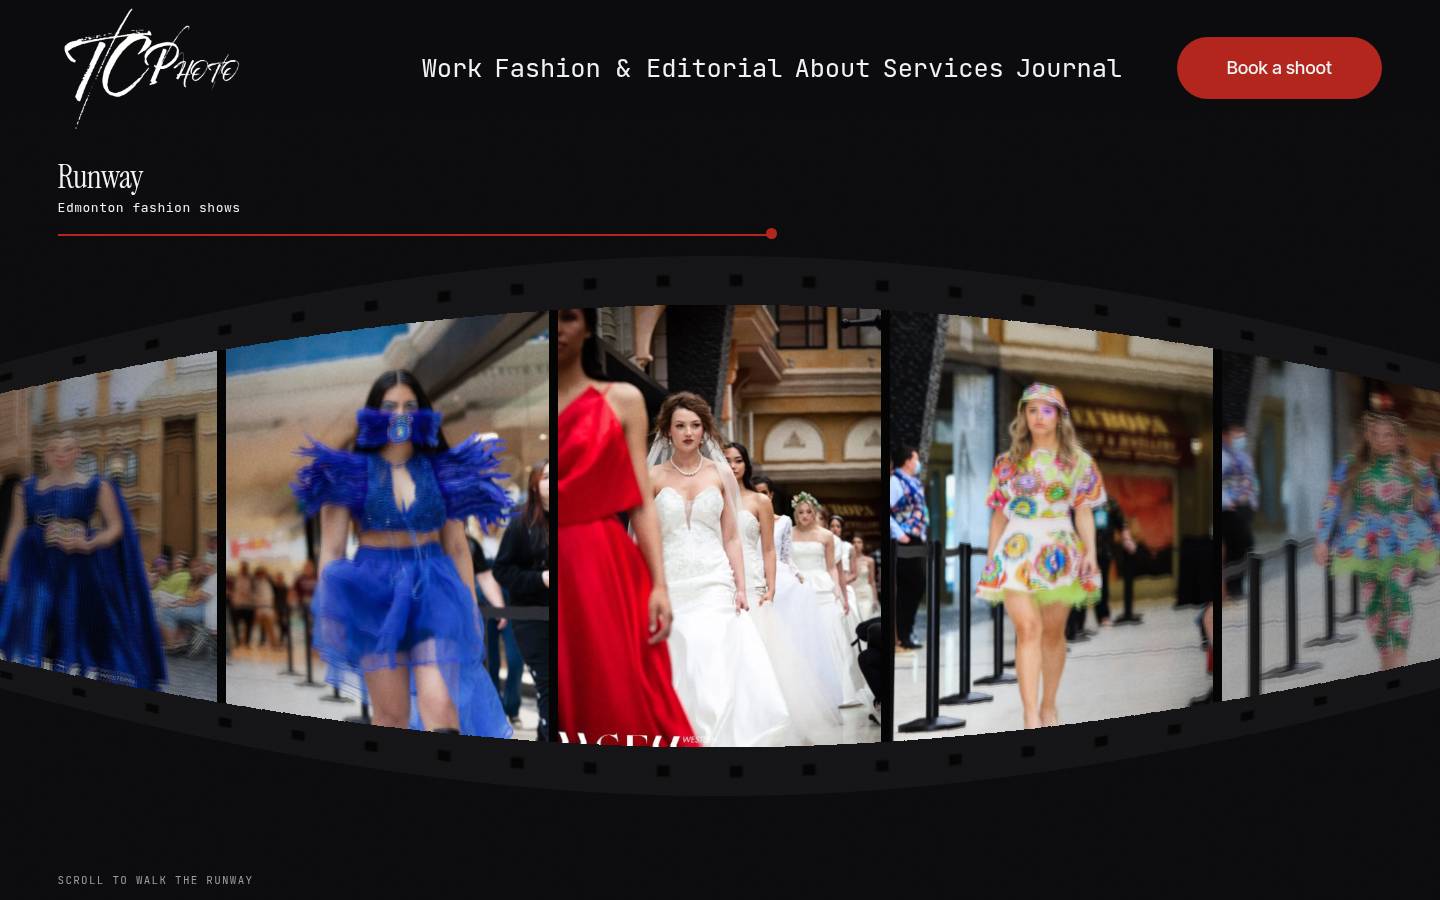 TCPHOTO
Work Fashion & Editorial About Services Journal
Book a shoot
Runway
Edmonton fashion shows
SCROLL TO WALK THE RUNWAY